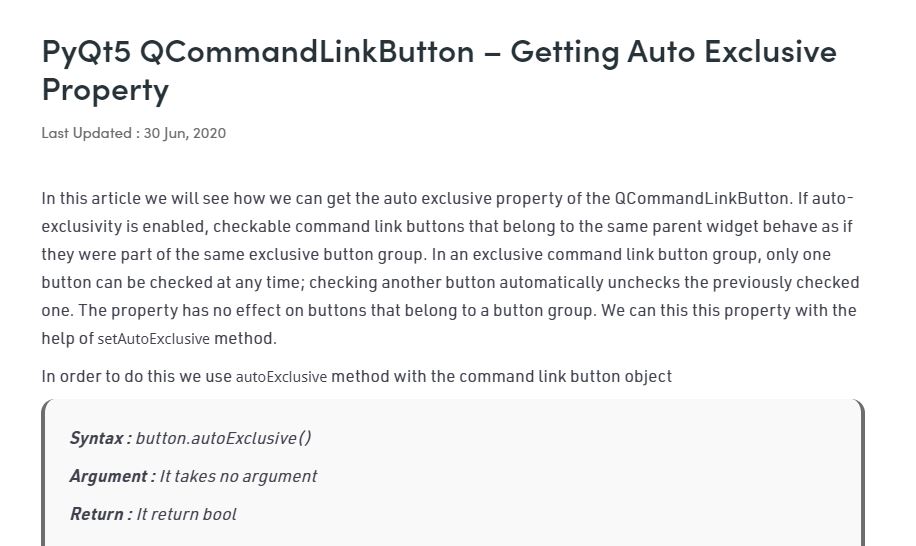 PyQt5 QCommandLinkButton – Getting Auto Exclusive
Property
Last Updated : 30 Jun, 2020
In this article we will see how we can get the auto exclusive property of the QCommandLinkButton. If auto-
exclusivity is enabled, checkable command link buttons that belong to the same parent widget behave as if
they were part of the same exclusive button group. In an exclusive command link button group, only one
button can be checked at any time; checking another button automatically unchecks the previously checked
one. The property has no effect on buttons that belong to a button group. We can this this property with the
help of setAutoExclusive method.
In order to do this we use autoExclusive method with the command link button object
Syntax : button.autoExclusive()
Argument : It takes no argument
Return : It return bool